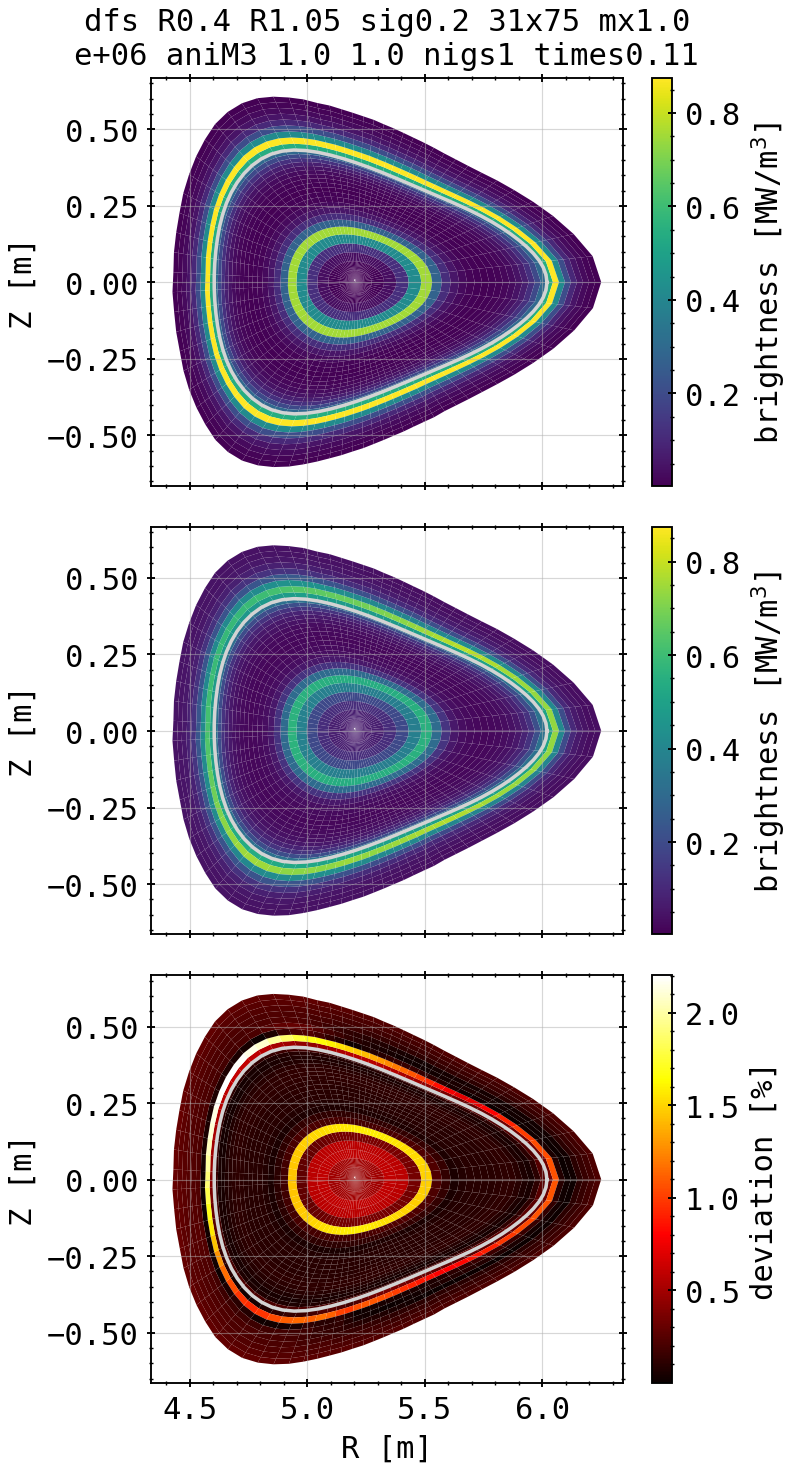 dfs R0.4 R1.05 sig0.2 31x75 mx1.0
e+06 aniM3 1.0 1.0 nigs1 times0.11
0.50
0.25
0.00
−0.25
−0.50
Z [m]
0.8
0.6
0.4
0.2
brightness [MW/m³]
0.50
0.25
0.00
−0.25
−0.50
Z [m]
0.8
0.6
0.4
0.2
brightness [MW/m³]
0.50
0.25
0.00
−0.25
−0.50
Z [m]
2.0
1.5
1.0
0.5
deviation [%]
4.5 5.0 5.5 6.0
R [m]